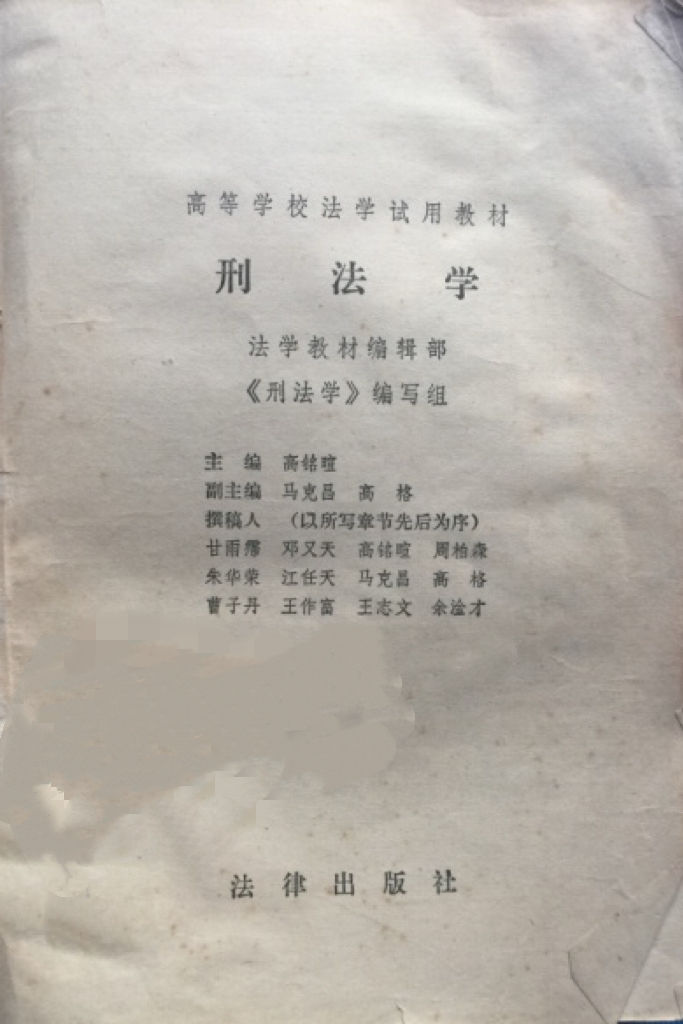 高等学校法学试用教材
刑法学
法学教材编辑部
《刑法学》编写组
主编 高铭暄
副主编 马克昌 高格
撰稿人 （以所写章节先后为序）
甘雨霈 邓又天 高铭暄 周柏森
朱华荣 江任天 马克昌 高格
曹子丹 王作富 王志文 余淦才
法律出版社